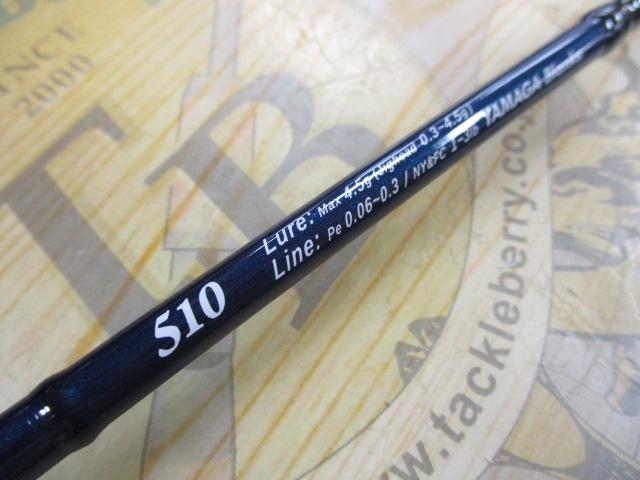 SINCE
2000
TB
510
Lure: Max 4.5g (Jighead 0.3-4.5g)
Line: Pe 0.06-0.3 / NY&FC 1-3lb YAMAGA Blanks
www.tackleberry.co.